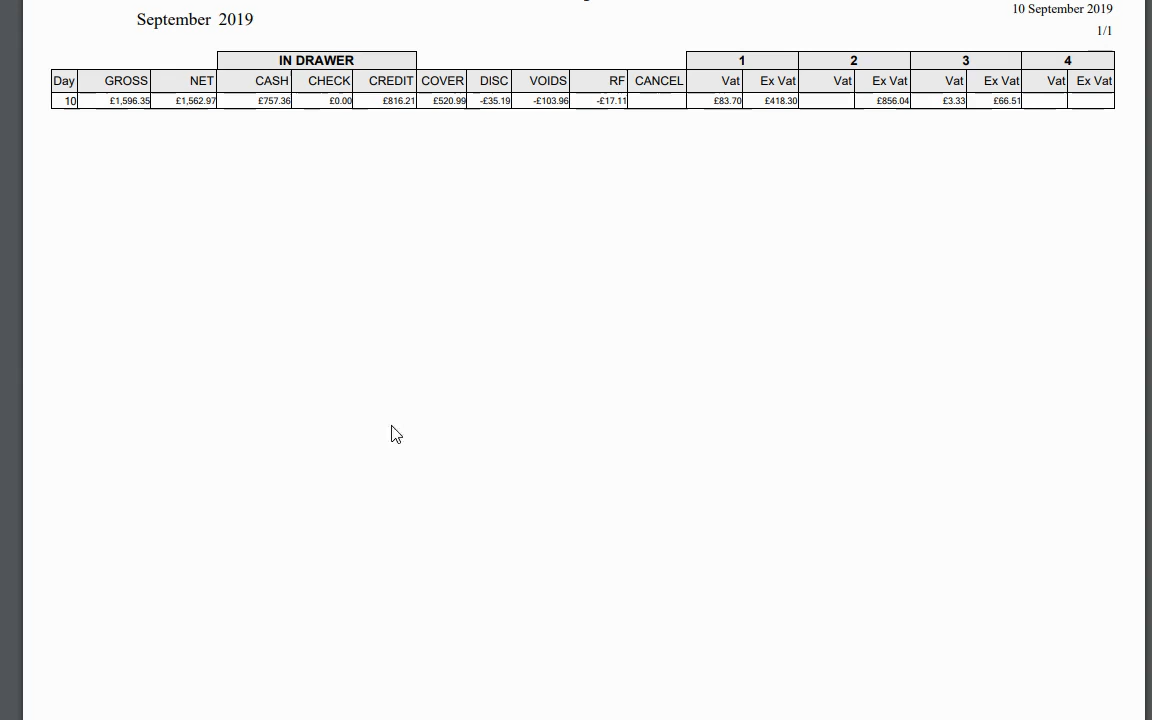 10 September 2019
September 2019
1/1
IN DRAWER 1 2 3 4
Day GROSS NET CASH CHECK CREDIT COVER DISC VOIDS RF CANCEL Vat Ex Vat Vat Ex Vat Vat Ex Vat Vat Ex Vat
10 £1,596.35 £1,562.97 £757.36 £0.00 £816.21 £520.99 -£35.19 -£103.96 -£17.11 £83.70 £418.30 £856.04 £3.33 £66.51